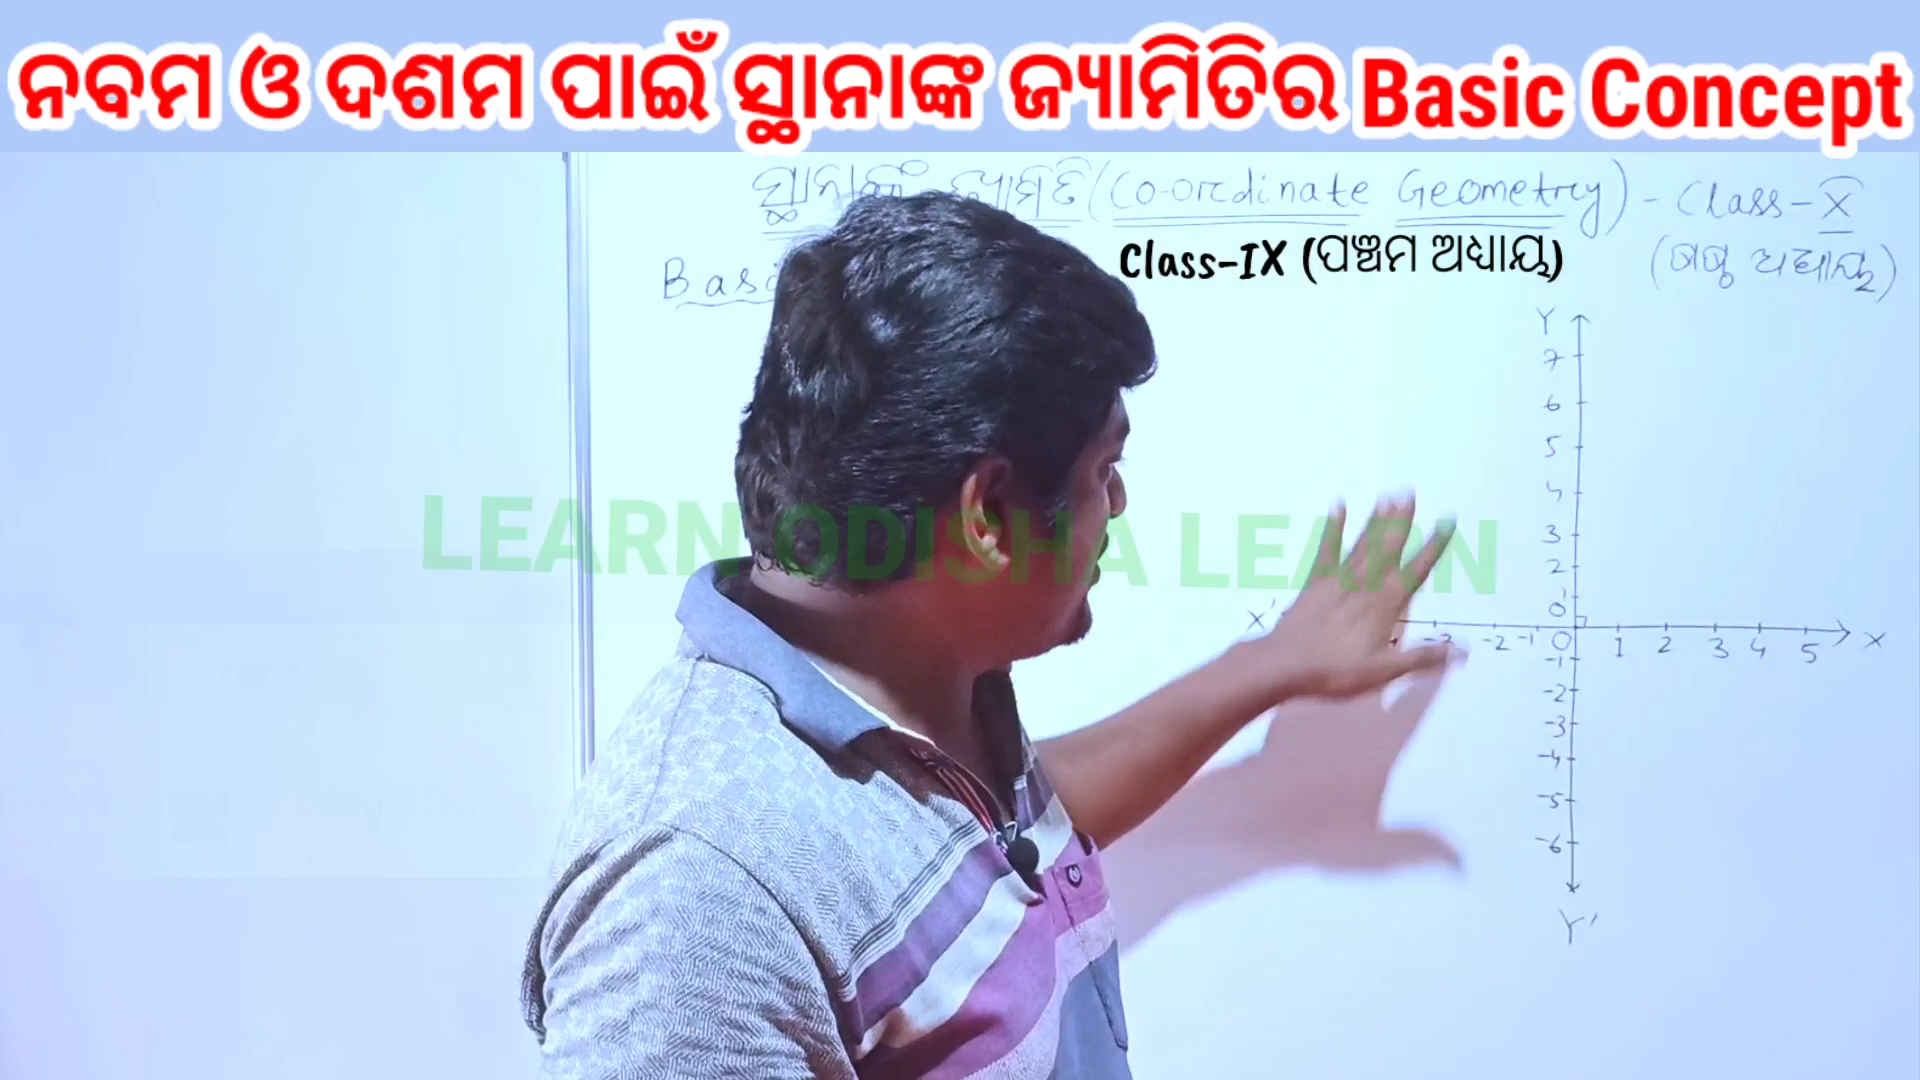 ନବମ ଓ ଦଶମ ପାଇଁ ସ୍ଥାନାଙ୍କ ଜ୍ୟାମିତିର Basic Concept
ସ୍ଥାନାଙ୍କ ଜ୍ୟାମିତି (Co-ordinate Geometry) - Class - X
Class-IX (ପଞ୍ଚମ ଅଧ୍ୟାୟ)
(ଷଷ୍ଠ ଅଧ୍ୟାୟ)
LEARN ODISHA LEARN
Y
7
6
5
4
3
2
1
0
X' -3 -2 -1 0 1 2 3 4 5 X
-1
-2
-3
-4
-5
-6
Y'